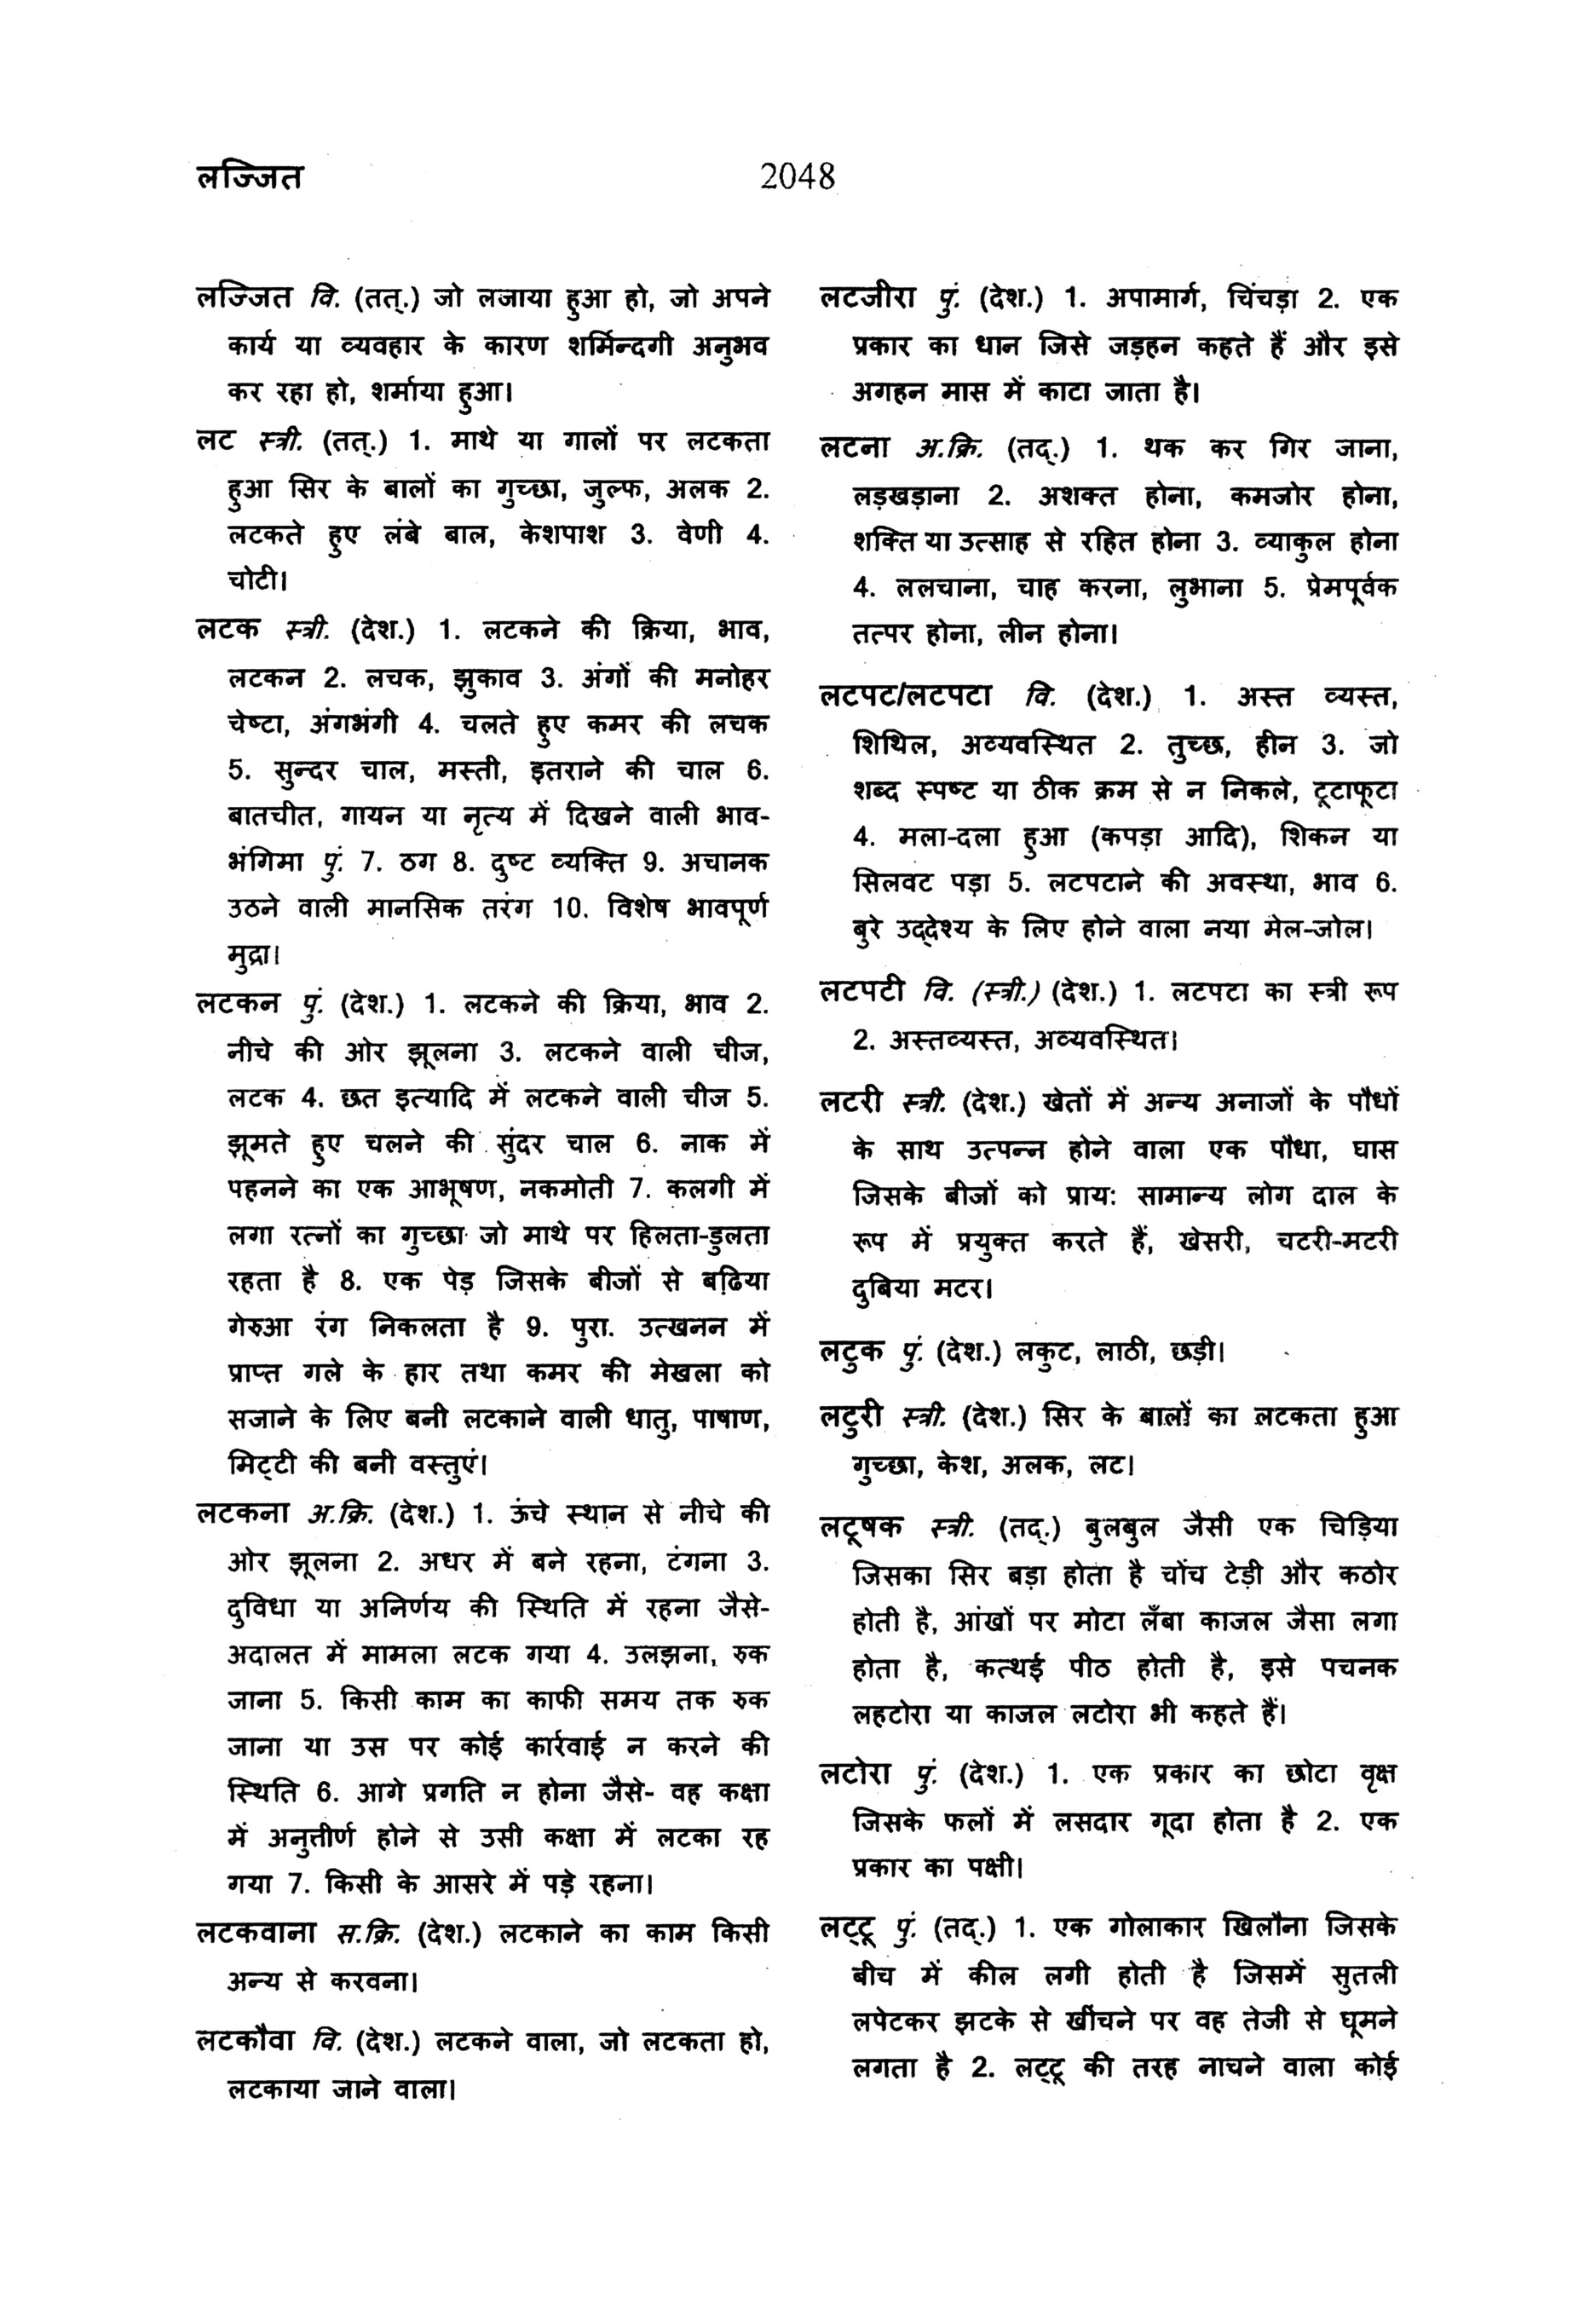 लज्जित
2048
लज्जित वि. (तत्.) जो लजाया हुआ हो, जो अपने
कार्य या व्यवहार के कारण शर्मिन्दगी अनुभव
कर रहा हो, शर्माया हुआ।
लट स्त्री. (तत्.) 1. माथे या गालों पर लटकता
हुआ सिर के बालों का गुच्छा, जुल्फ, अलक 2.
लटकते हुए लंबे बाल, केशपाश 3. वेणी 4.
चोटी।
लटक स्त्री. (देश.) 1. लटकने की क्रिया, भाव,
लटकन 2. लचक, झुकाव 3. अंगों की मनोहर
चेष्टा, अंगभंगी 4. चलते हुए कमर की लचक
5. सुन्दर चाल, मस्ती, इतराने की चाल 6.
बातचीत, गायन या नृत्य में दिखने वाली भाव-
भंगिमा पुं. 7. ठग 8. दुष्ट व्यक्ति 9. अचानक
उठने वाली मानसिक तरंग 10. विशेष भावपूर्ण
मुद्रा।
लटकन पुं. (देश.) 1. लटकने की क्रिया, भाव 2.
नीचे की ओर झूलना 3. लटकने वाली चीज,
लटक 4. छत इत्यादि में लटकने वाली चीज 5.
झूमते हुए चलने की सुंदर चाल 6. नाक में
पहनने का एक आभूषण, नकमोती 7. कलगी में
लगा रत्नों का गुच्छा जो माथे पर हिलता-डुलता
रहता है 8. एक पेड़ जिसके बीजों से बढ़िया
गेरुआ रंग निकलता है 9. पुरा. उत्खनन में
प्राप्त गले के हार तथा कमर की मेखला को
सजाने के लिए बनी लटकाने वाली धातु, पाषाण,
मिट्टी की बनी वस्तुएं।
लटकना अ.क्रि. (देश.) 1. ऊंचे स्थान से नीचे की
ओर झूलना 2. अधर में बने रहना, टंगना 3.
दुविधा या अनिर्णय की स्थिति में रहना जैसे-
अदालत में मामला लटक गया 4. उलझना, रुक
जाना 5. किसी काम का काफी समय तक रुक
जाना या उस पर कोई कार्रवाई न करने की
स्थिति 6. आगे प्रगति न होना जैसे- वह कक्षा
में अनुत्तीर्ण होने से उसी कक्षा में लटका रह
गया 7. किसी के आसरे में पड़े रहना।
लटकवाना स.क्रि. (देश.) लटकाने का काम किसी
अन्य से करवना।
लटकौवा वि. (देश.) लटकने वाला, जो लटकता हो,
लटकाया जाने वाला।
लटजीरा पुं. (देश.) 1. अपामार्ग, चिंचड़ा 2. एक
प्रकार का धान जिसे जड़हन कहते हैं और इसे
अगहन मास में काटा जाता है।
लटना अ.क्रि. (तद्.) 1. थक कर गिर जाना,
लड़खड़ाना 2. अशक्त होना, कमजोर होना,
शक्ति या उत्साह से रहित होना 3. व्याकुल होना
4. ललचाना, चाह करना, लुभाना 5. प्रेमपूर्वक
तत्पर होना, लीन होना।
लटपट/लटपटा वि. (देश.) 1. अस्त व्यस्त,
शिथिल, अव्यवस्थित 2. तुच्छ, हीन 3. जो
शब्द स्पष्ट या ठीक क्रम से न निकले, टूटाफूटा
4. मला-दला हुआ (कपड़ा आदि), शिकन या
सिलवट पड़ा 5. लटपटाने की अवस्था, भाव 6.
बुरे उद्देश्य के लिए होने वाला नया मेल-जोल।
लटपटी वि. (स्त्री.) (देश.) 1. लटपटा का स्त्री रूप
2. अस्तव्यस्त, अव्यवस्थित।
लटरी स्त्री. (देश.) खेतों में अन्य अनाजों के पौधों
के साथ उत्पन्न होने वाला एक पौधा, घास
जिसके बीजों को प्राय: सामान्य लोग दाल के
रूप में प्रयुक्त करते हैं, खेसरी, चटरी-मटरी
दुबिया मटर।
लटुक पुं. (देश.) लकुट, लाठी, छड़ी।
लटुरी स्त्री. (देश.) सिर के बालों का लटकता हुआ
गुच्छा, केश, अलक, लट।
लटूषक स्त्री. (तद्.) बुलबुल जैसी एक चिड़िया
जिसका सिर बड़ा होता है चोंच टेड़ी और कठोर
होती है, आंखों पर मोटा लँबा काजल जैसा लगा
होता है, कत्थई पीठ होती है, इसे पचनक
लहटोरा या काजल लटोरा भी कहते हैं।
लटोरा पुं. (देश.) 1. एक प्रकार का छोटा वृक्ष
जिसके फलों में लसदार गूदा होता है 2. एक
प्रकार का पक्षी।
लट्टू पुं. (तद्.) 1. एक गोलाकार खिलौना जिसके
बीच में कील लगी होती है जिसमें सुतली
लपेटकर झटके से खींचने पर वह तेजी से घूमने
लगता है 2. लट्टू की तरह नाचने वाला कोई